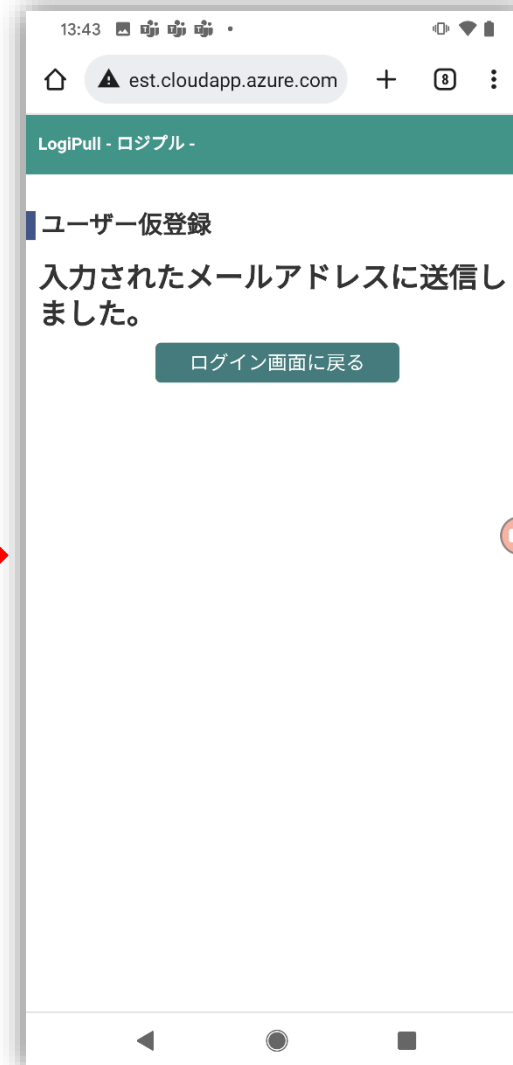 13:43
est.cloudapp.azure.com
8
LogiPull - ロジプル -
ユーザー仮登録
入力されたメールアドレスに送信し
ました。
ログイン画面に戻る